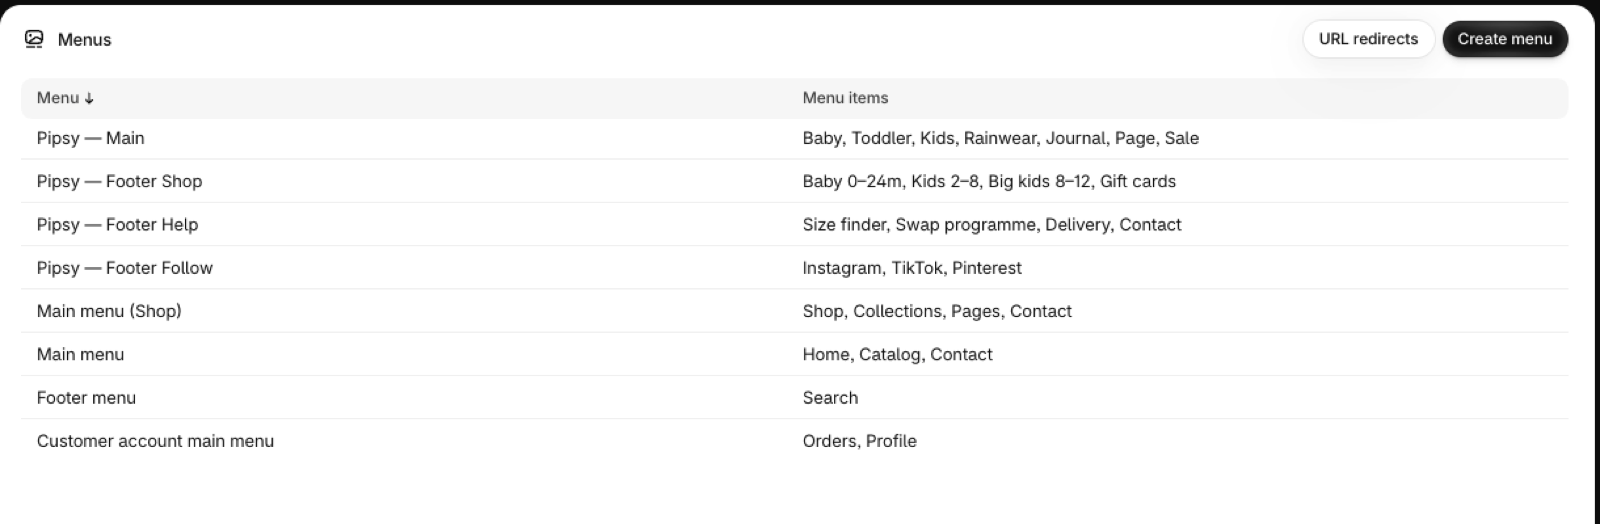 Menus
URL redirects
Create menu
Menu ↓ Menu items
Pipsy — Main Baby, Toddler, Kids, Rainwear, Journal, Page, Sale
Pipsy — Footer Shop Baby 0–24m, Kids 2–8, Big kids 8–12, Gift cards
Pipsy — Footer Help Size finder, Swap programme, Delivery, Contact
Pipsy — Footer Follow Instagram, TikTok, Pinterest
Main menu (Shop) Shop, Collections, Pages, Contact
Main menu Home, Catalog, Contact
Footer menu Search
Customer account main menu Orders, Profile